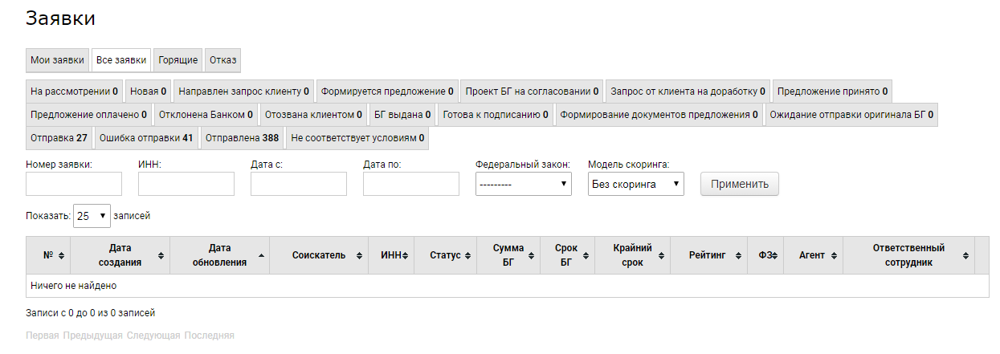 Заявки
Мои заявки Все заявки Горящие Отказ
На рассмотрении 0 Новая 0 Направлен запрос клиенту 0 Формируется предложение 0 Проект БГ на согласовании 0 Запрос от клиента на доработку 0 Предложение принято 0
Предложение оплачено 0 Отклонена Банком 0 Отозвана клиентом 0 БГ выдана 0 Готова к подписанию 0 Формирование документов предложения 0 Ожидание отправки оригинала БГ 0
Отправка 27 Ошибка отправки 41 Отправлена 388 Не соответствует условиям 0
Номер заявки: ИНН: Дата с: Дата по: Федеральный закон: Модель скоринга:
--------- Без скоринга Применить
Показать: 25 записей
№ Дата создания Дата обновления Соискатель ИНН Статус Сумма БГ Срок БГ Крайний срок Рейтинг ФЗ Агент Ответственный сотрудник
Ничего не найдено
Записи с 0 до 0 из 0 записей
Первая Предыдущая Следующая Последняя